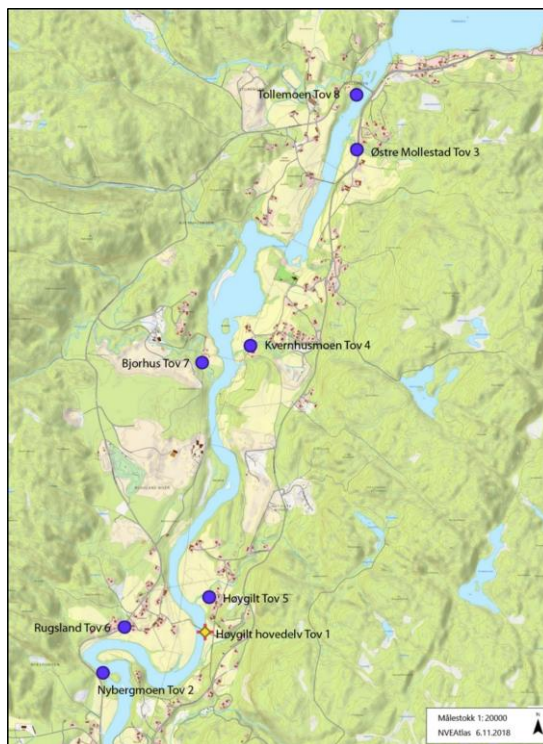 Tollemoen Tov 8
Østre Mollestad Tov 3
Kvernhusmoen Tov 4
Bjorhus Tov 7
Høygilt Tov 5
Rugsland Tov 6
Høygilt hovedelv Tov 1
Nybergmoen Tov 2
Målestokk 1:20000
N
NVEAtlas 6.11.2018